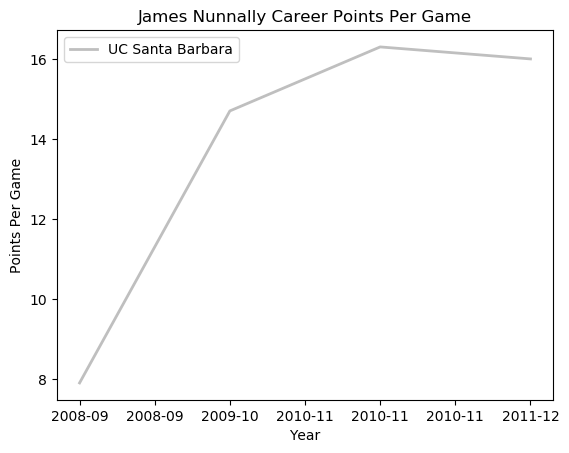 James Nunnally Career Points Per Game
UC Santa Barbara
16
14
12
10
8
Points Per Game
2008-09 2008-09 2009-10 2010-11 2010-11 2010-11 2011-12
Year